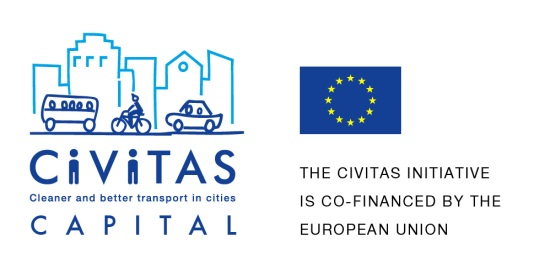 CiViTAS
Cleaner and better transport in cities
CAPITAL
THE CIVITAS INITIATIVE
IS CO-FINANCED BY THE
EUROPEAN UNION